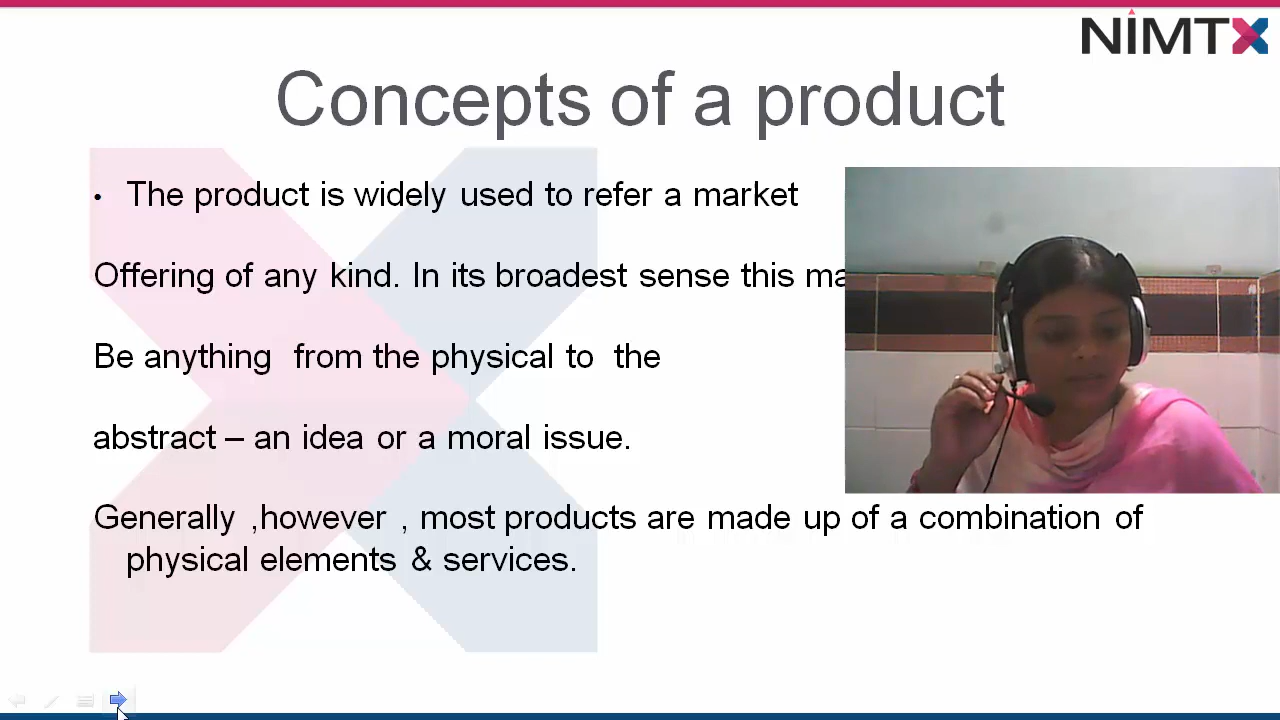 NIMTX
Concepts of a product
• The product is widely used to refer a market
Offering of any kind. In its broadest sense this
Be anything from the physical to the
abstract – an idea or a moral issue.
Generally ,however , most products are made up of a combination of
physical elements & services.